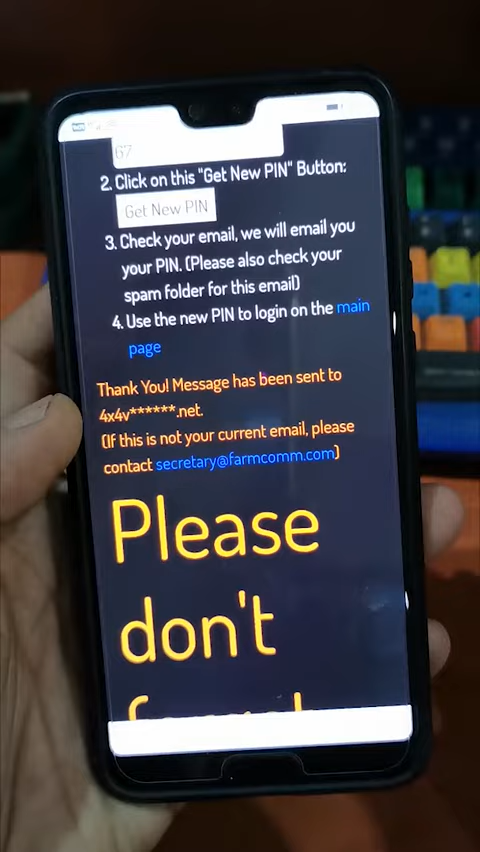 67
2. Click on this "Get New PIN" Button:
Get New PIN
3. Check your email, we will email you
your PIN. (Please also check your
spam folder for this email)
4. Use the new PIN to login on the main
page
Thank You! Message has been sent to
4x4v******.net.
(If this is not your current email, please
contact secretary@farmcomm.com)
Please
don't